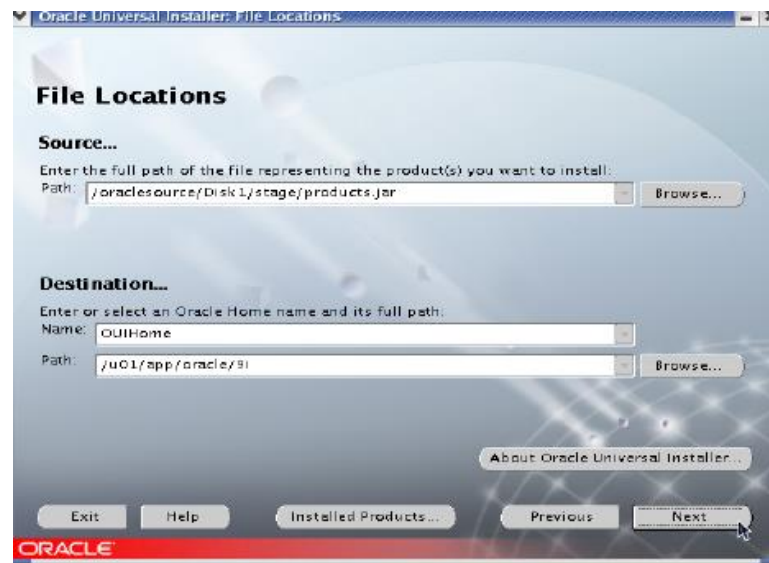 Oracle Universal Installer: File Locations
File Locations
Source...
Enter the full path of the file representing the product(s) you want to install:
Path: /oraclesource/Disk1/stage/products.jar Browse...
Destination...
Enter or select an Oracle Home name and its full path:
Name: OUIHome
Path: /u01/app/oracle/9i Browse...
About Oracle Universal Installer...
Exit Help Installed Products... Previous Next
ORACLE